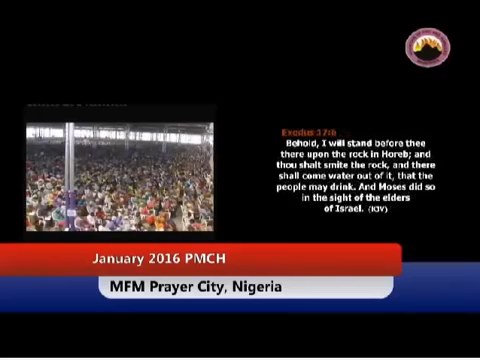 Exodus 17:6
Behold, I will stand before thee
there upon the rock in Horeb; and
thou shalt smite the rock, and there
shall come water out of it, that the
people may drink. And Moses did so
in the sight of the elders
of Israel. (KJV)
January 2016 PMCH
MFM Prayer City, Nigeria